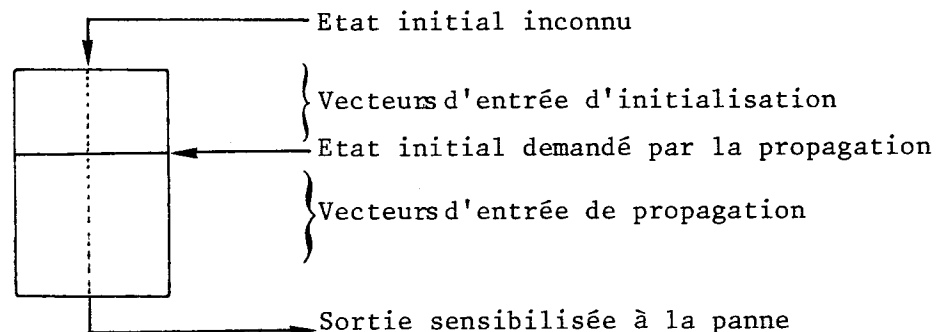 Etat initial inconnu
Vecteurs d'entrée d'initialisation
Etat initial demandé par la propagation
Vecteurs d'entrée de propagation
Sortie sensibilisée à la panne